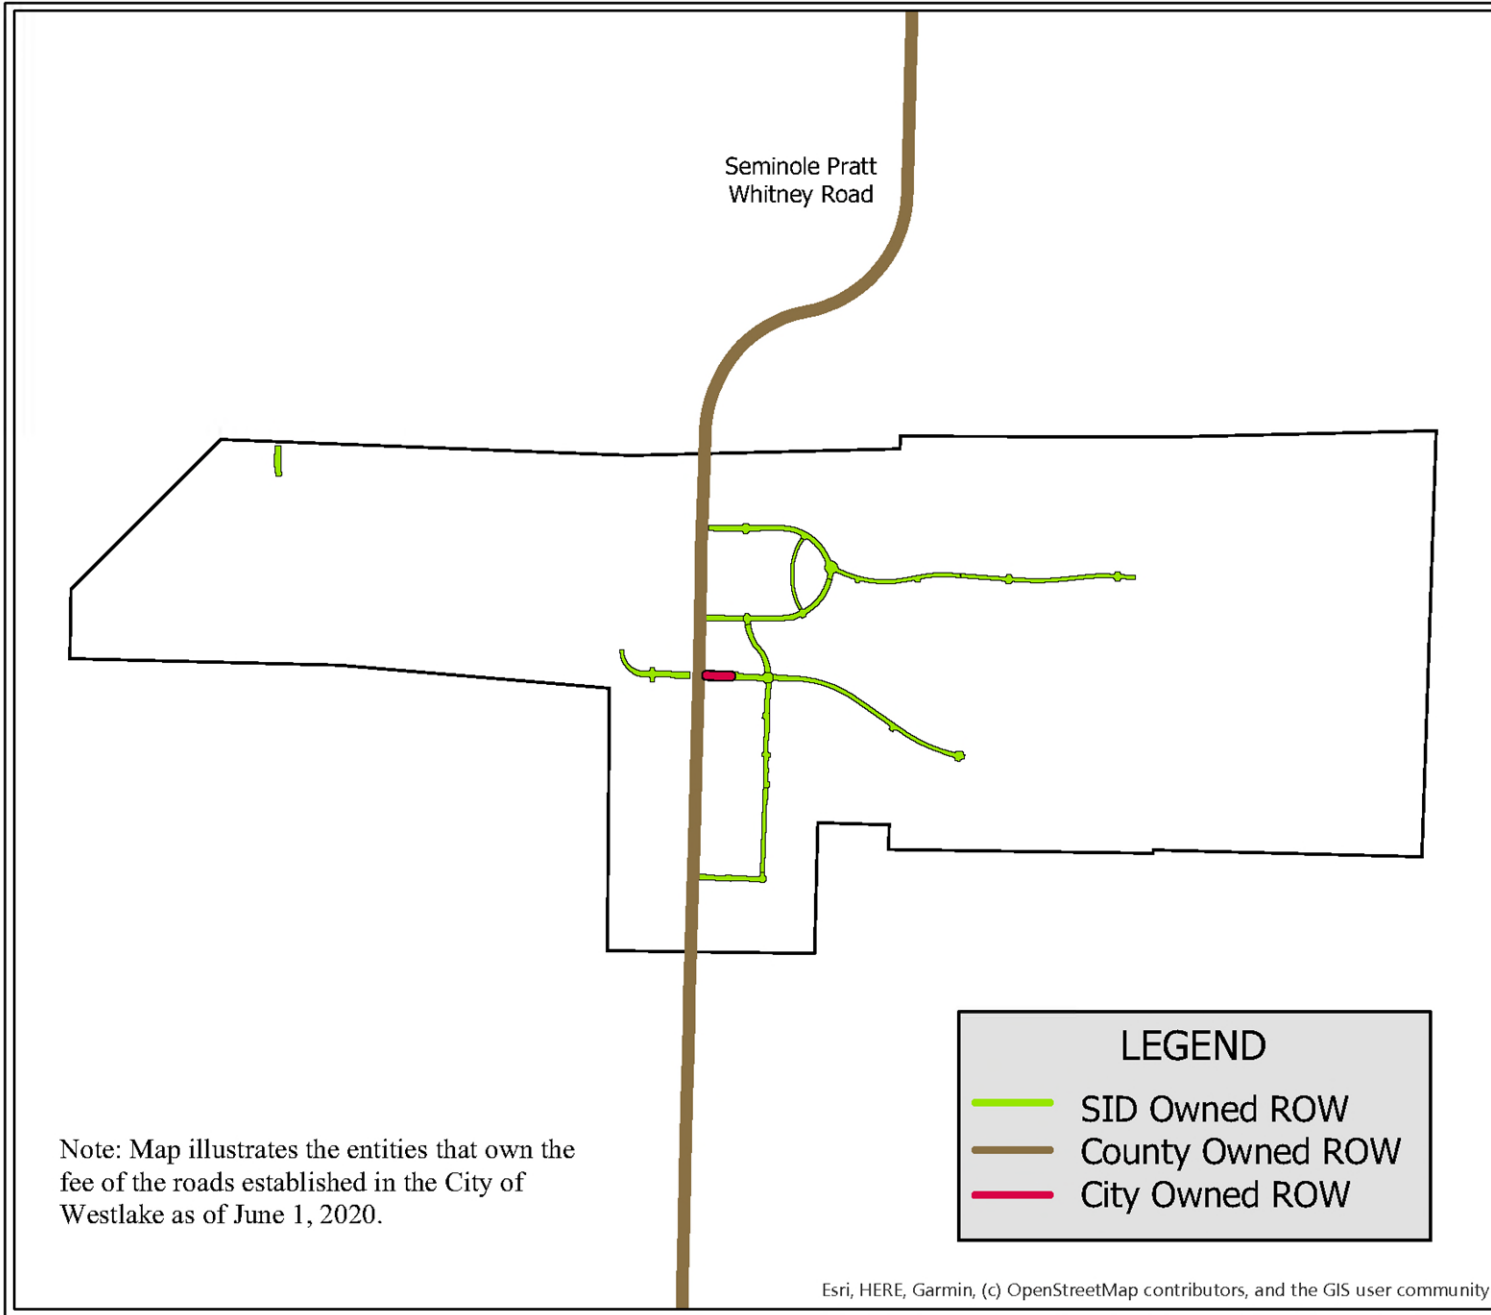 Seminole Pratt
Whitney Road
LEGEND
SID Owned ROW
County Owned ROW
City Owned ROW
Note: Map illustrates the entities that own the
fee of the roads established in the City of
Westlake as of June 1, 2020.
Esri, HERE, Garmin, (c) OpenStreetMap contributors, and the GIS user community